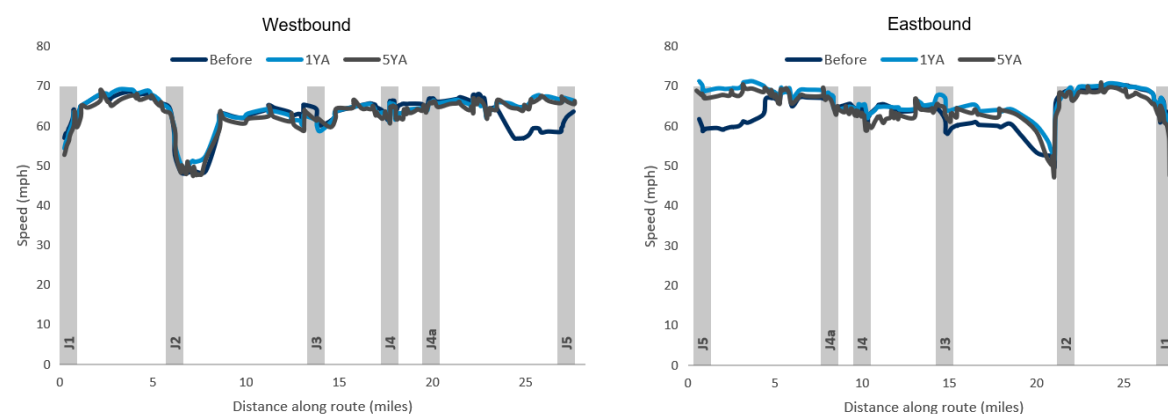 Westbound
80
Before 1YA 5YA
70
60
50
40
30
20
10
0
Speed (mph)
J1
J2
J3
J4
J4a
J5
0 5 10 15 20 25
Distance along route (miles)
Eastbound
80
Before 1YA 5YA
70
60
50
40
30
20
10
0
Speed (mph)
J5
J4a
J4
J3
J2
J1
0 5 10 15 20 25
Distance along route (miles)